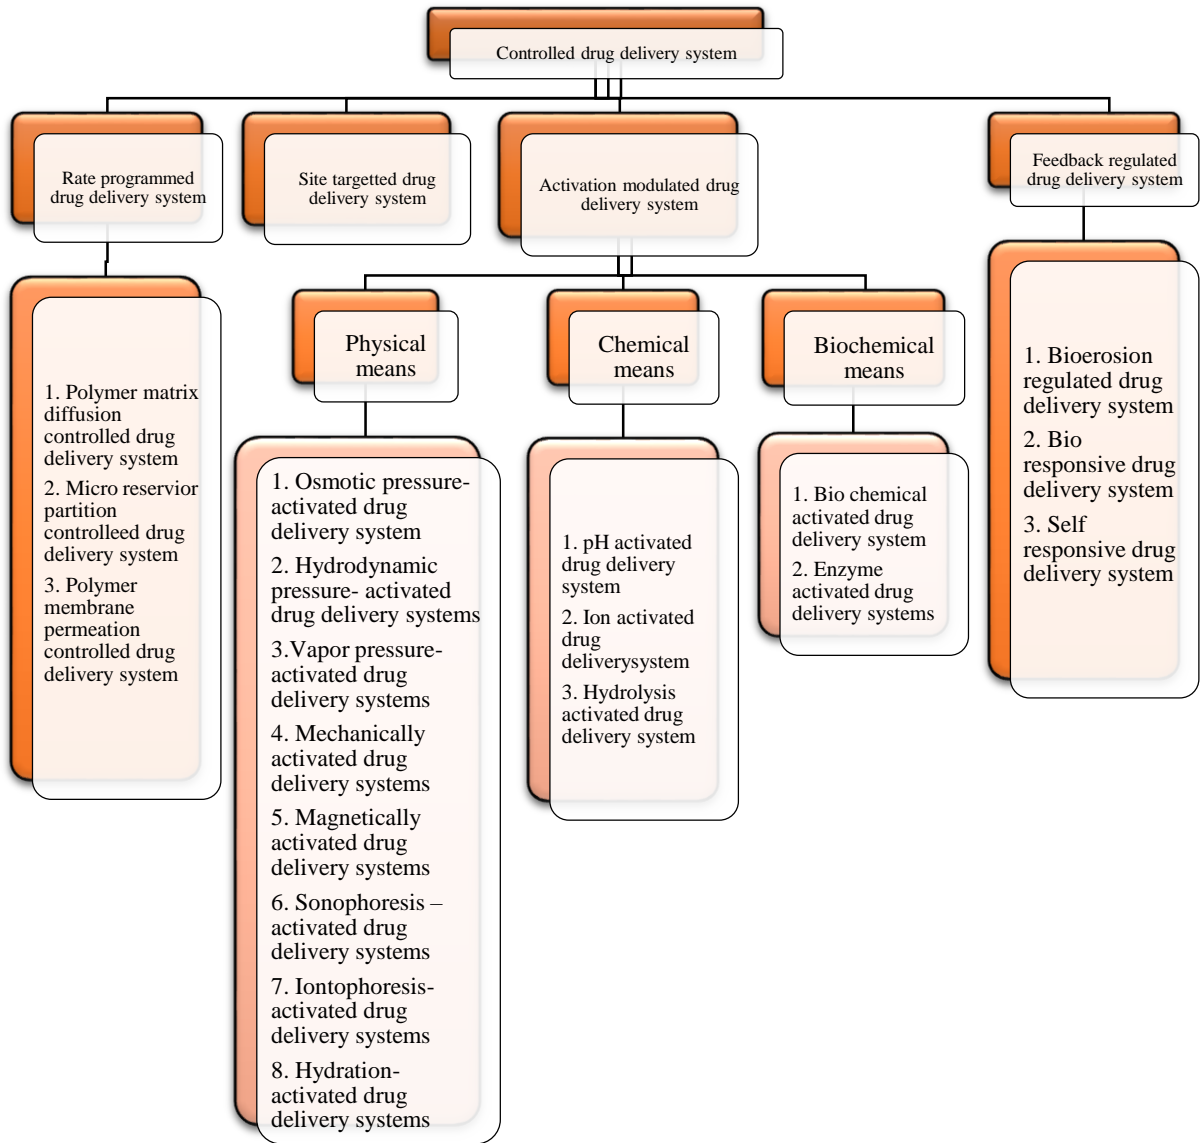 Controlled drug delivery system
Rate programmed
drug delivery system
Site targetted drug
delivery system
Activation modulated drug
delivery system
Feedback regulated
drug delivery system
1. Polymer matrix
diffusion
controlled drug
delivery system
2. Micro reservior
partition
controlleed drug
delivery system
3. Polymer
membrane
permeation
controlled drug
delivery system
Physical
means
1. Osmotic pressure-
activated drug
delivery system
2. Hydrodynamic
pressure- activated
drug delivery systems
3.Vapor pressure-
activated drug
delivery systems
4. Mechanically
activated drug
delivery systems
5. Magnetically
activated drug
delivery systems
6. Sonophoresis –
activated drug
delivery systems
7. Iontophoresis-
activated drug
delivery systems
8. Hydration-
activated drug
delivery systems
Chemical
means
1. pH activated
drug delivery
system
2. Ion activated
drug
deliverysystem
3. Hydrolysis
activated drug
delivery system
Biochemical
means
1. Bio chemical
activated drug
delivery system
2. Enzyme
activated drug
delivery systems
1. Bioerosion
regulated drug
delivery system
2. Bio
responsive drug
delivery system
3. Self
responsive drug
delivery system